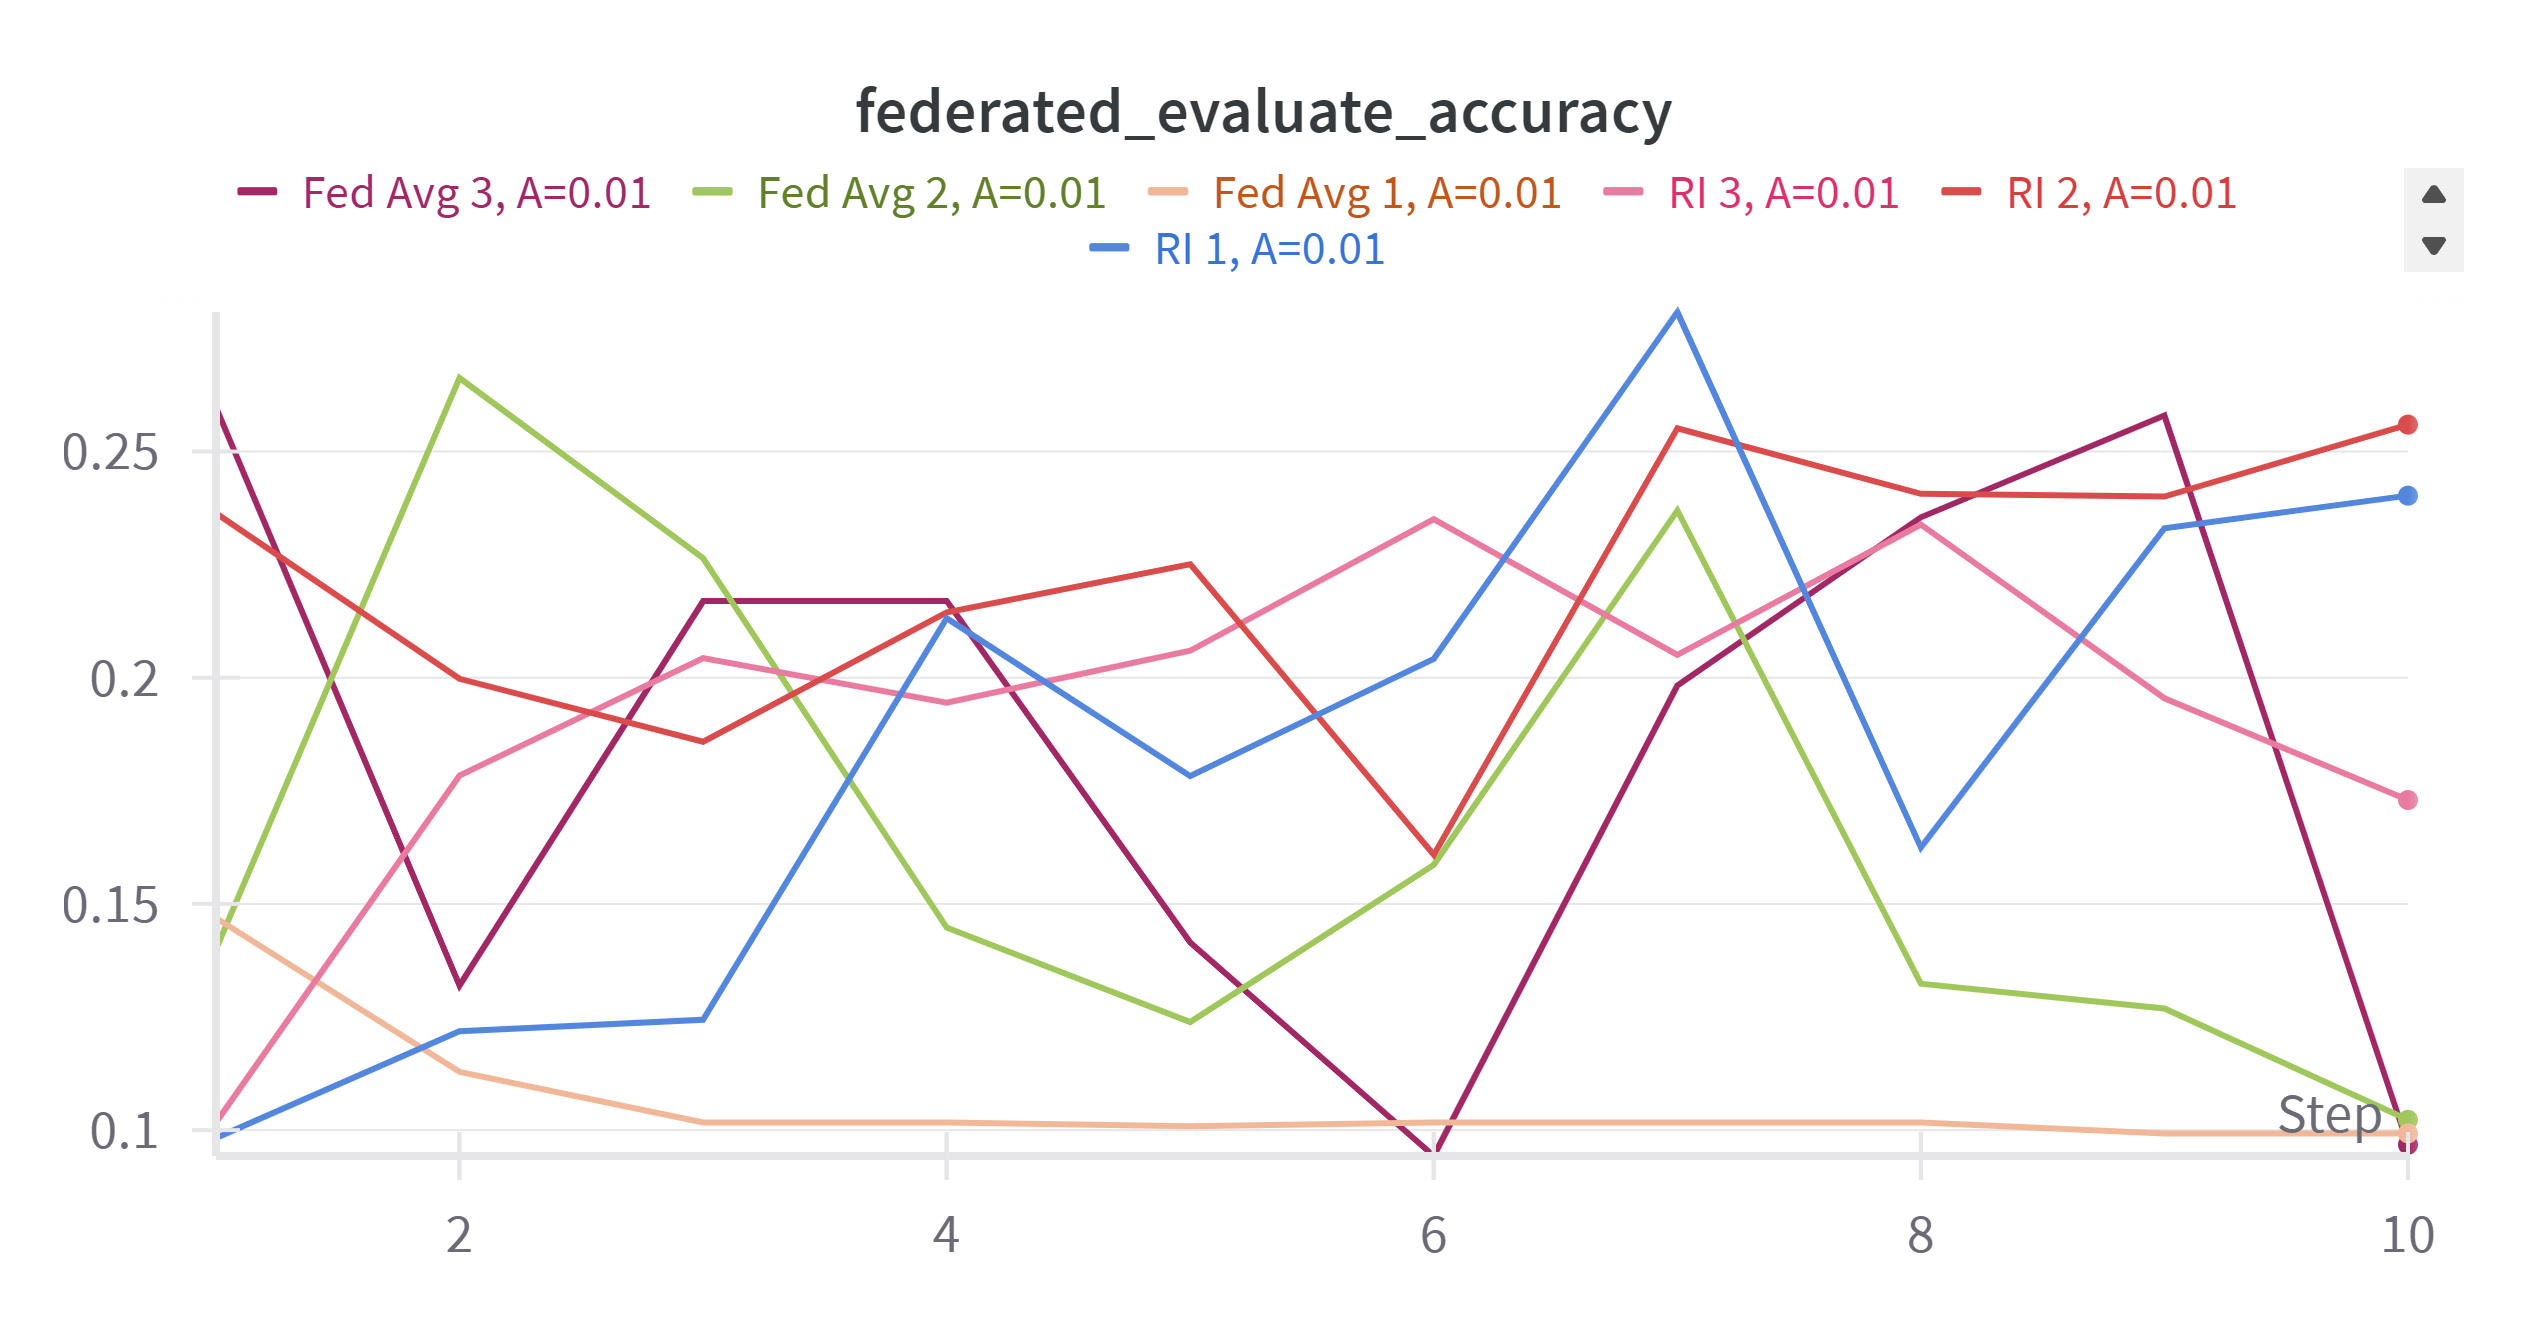 federated_evaluate_accuracy
Fed Avg 3, A=0.01 Fed Avg 2, A=0.01 Fed Avg 1, A=0.01 RI 3, A=0.01 RI 2, A=0.01
RI 1, A=0.01
0.25
0.2
0.15
0.1
Step
2 4 6 8 10